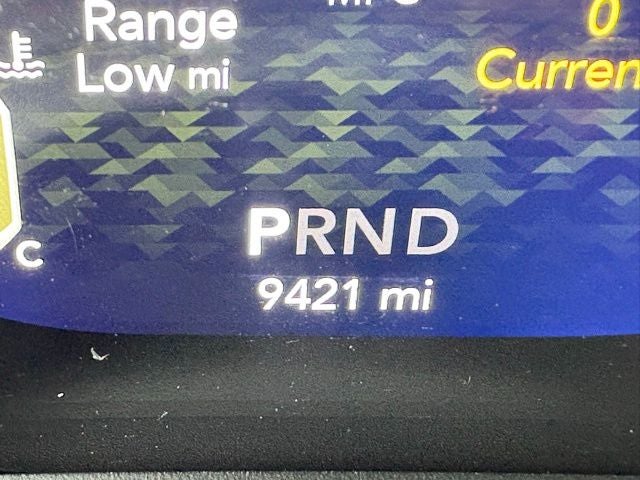 Range
Low mi
0
Curren
C
PRND
9421 mi